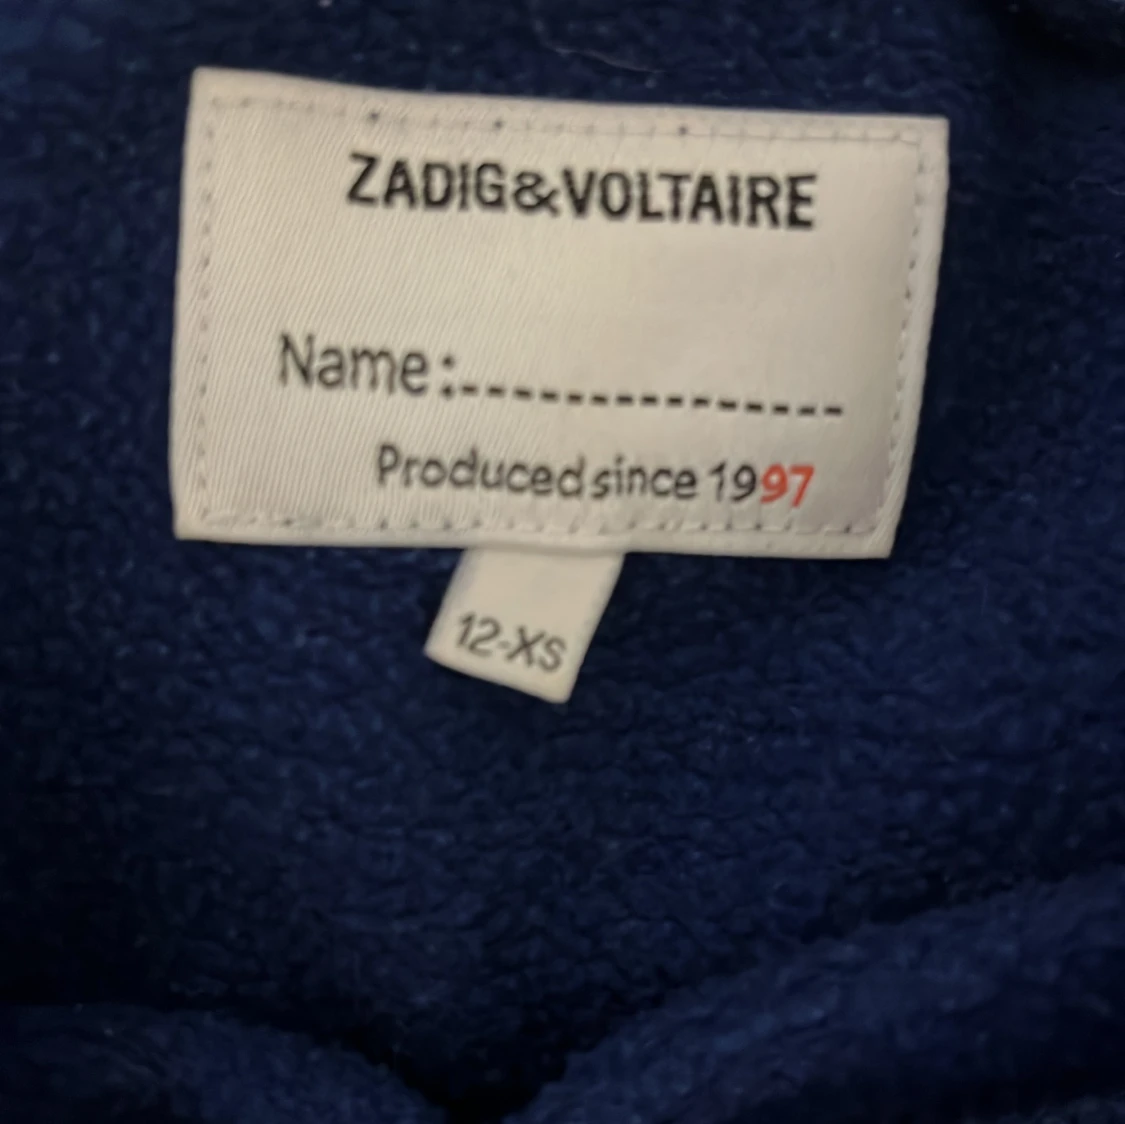 ZADIG&VOLTAIRE
Name:----------------
Produced since 1997
12-XS